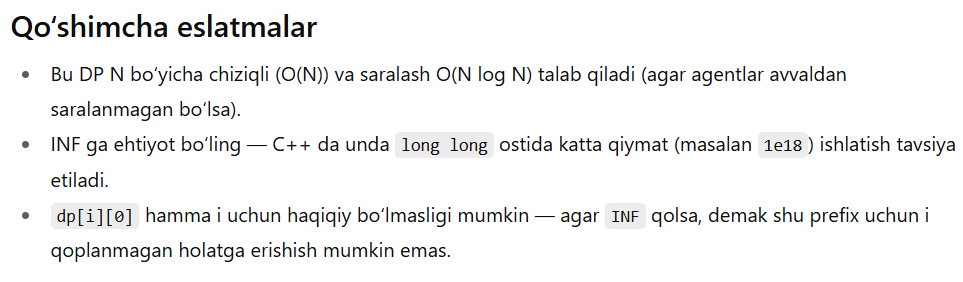 Qo‘shimcha eslatmalar
Bu DP N bo‘yicha chiziqli (O(N)) va saralash O(N log N) talab qiladi (agar agentlar avvaldan
saralanmagan bo‘lsa).
INF ga ehtiyot bo‘ling — C++ da unda long long ostida katta qiymat (masalan 1e18) ishlatish tavsiya
etiladi.
dp[i][0] hamma i uchun haqiqiy bo‘lmasligi mumkin — agar INF qolsa, demak shu prefix uchun i
qoplanmagan holatga erishish mumkin emas.